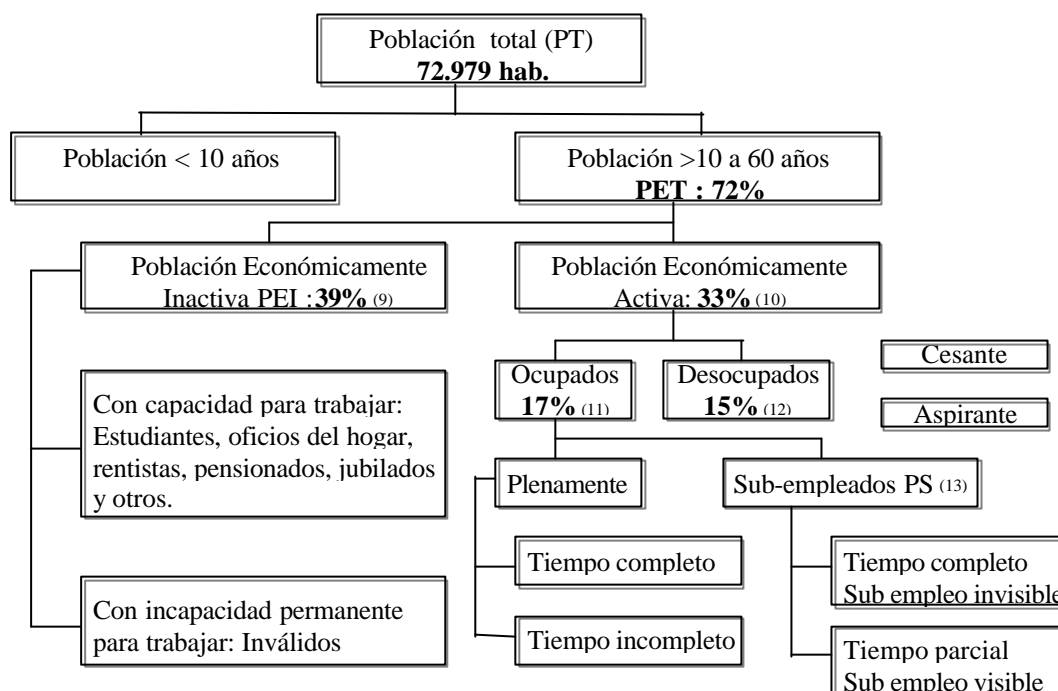 Población total (PT)
72.979 hab.
Población < 10 años
Población >10 a 60 años
PET : 72%
Población Económicamente
Inactiva PEI :39% (9)
Población Económicamente
Activa: 33% (10)
Cesante
Ocupados
17% (11)
Desocupados
15% (12)
Aspirante
Con capacidad para trabajar:
Estudiantes, oficios del hogar,
rentistas, pensionados, jubilados
y otros.
Plenamente
Sub-empleados PS (13)
Tiempo completo
Tiempo completo
Sub empleo invisible
Con incapacidad permanente
para trabajar: Inválidos
Tiempo incompleto
Tiempo parcial
Sub empleo visible